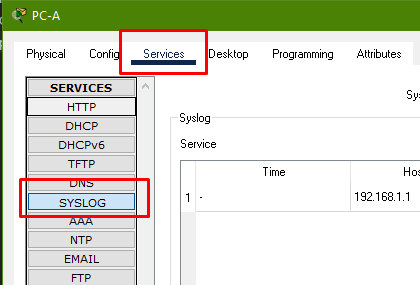 PC-A
Physical Config Services Desktop Programming Attributes
SERVICES
HTTP
DHCP
DHCPv6
TFTP
DNS
SYSLOG
AAA
NTP
EMAIL
FTP
Sys
Syslog
Service
Time Hos
1 - 192.168.1.1